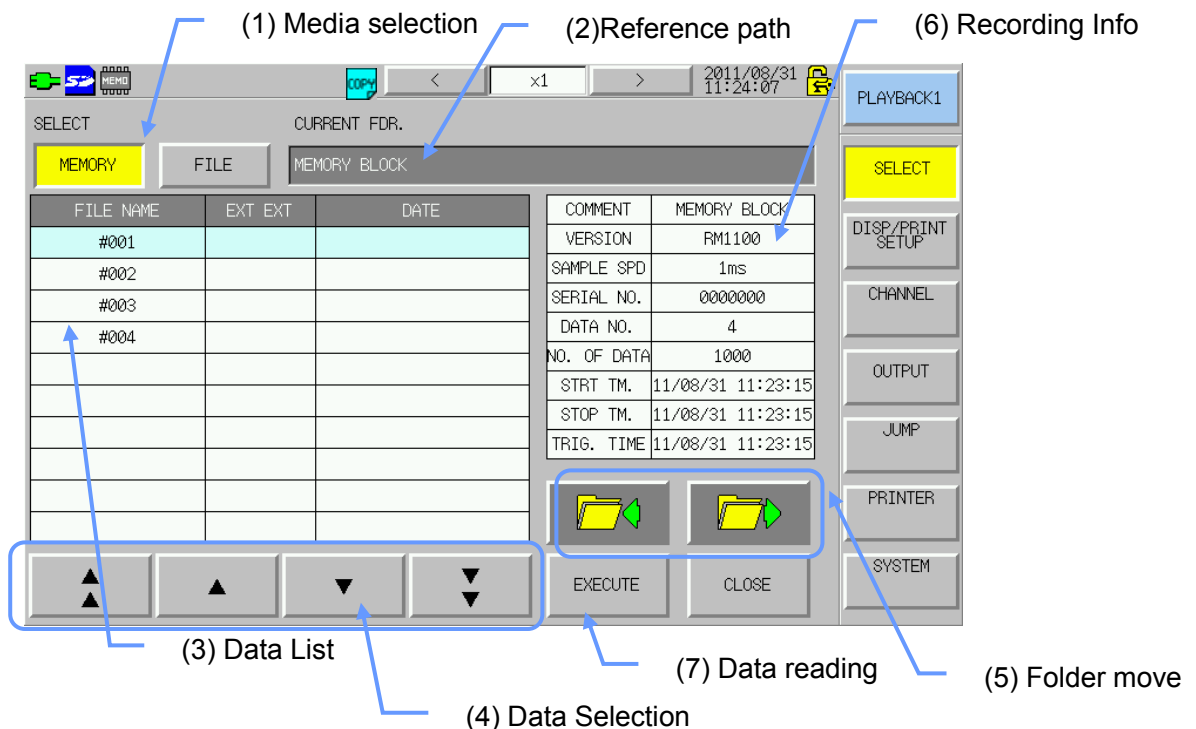 (1) Media selection
(2)Reference path
(6) Recording Info
MEMO
COPY
<
x1
>
2011/08/31
11:24:07
PLAYBACK1
SELECT
CURRENT FDR.
MEMORY
FILE
MEMORY BLOCK
SELECT
FILE NAME
EXT EXT
DATE
COMMENT
MEMORY BLOCK
#001
VERSION
RM1100
DISP/PRINT
SETUP
#002
SAMPLE SPD
1ms
#003
SERIAL NO.
0000000
CHANNEL
#004
DATA NO.
4
NO. OF DATA
1000
OUTPUT
STRT TM.
11/08/31 11:23:15
STOP TM.
11/08/31 11:23:15
JUMP
TRIG. TIME
11/08/31 11:23:15
PRINTER
EXECUTE
CLOSE
SYSTEM
(3) Data List
(7) Data reading
(5) Folder move
(4) Data Selection